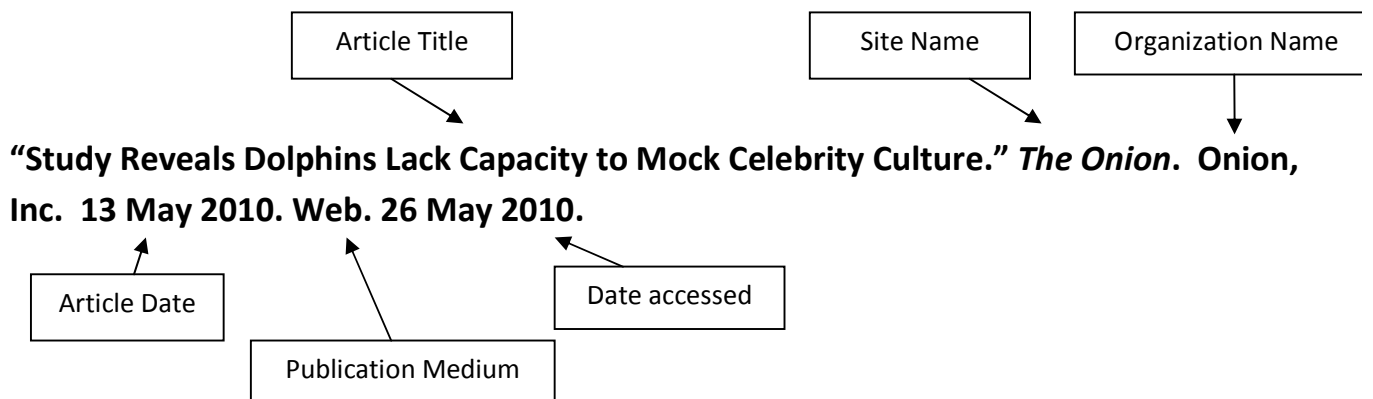 Article Title
Site Name
Organization Name
“Study Reveals Dolphins Lack Capacity to Mock Celebrity Culture.” The Onion.  Onion,
Inc.  13 May 2010. Web. 26 May 2010.
Article Date
Date accessed
Publication Medium